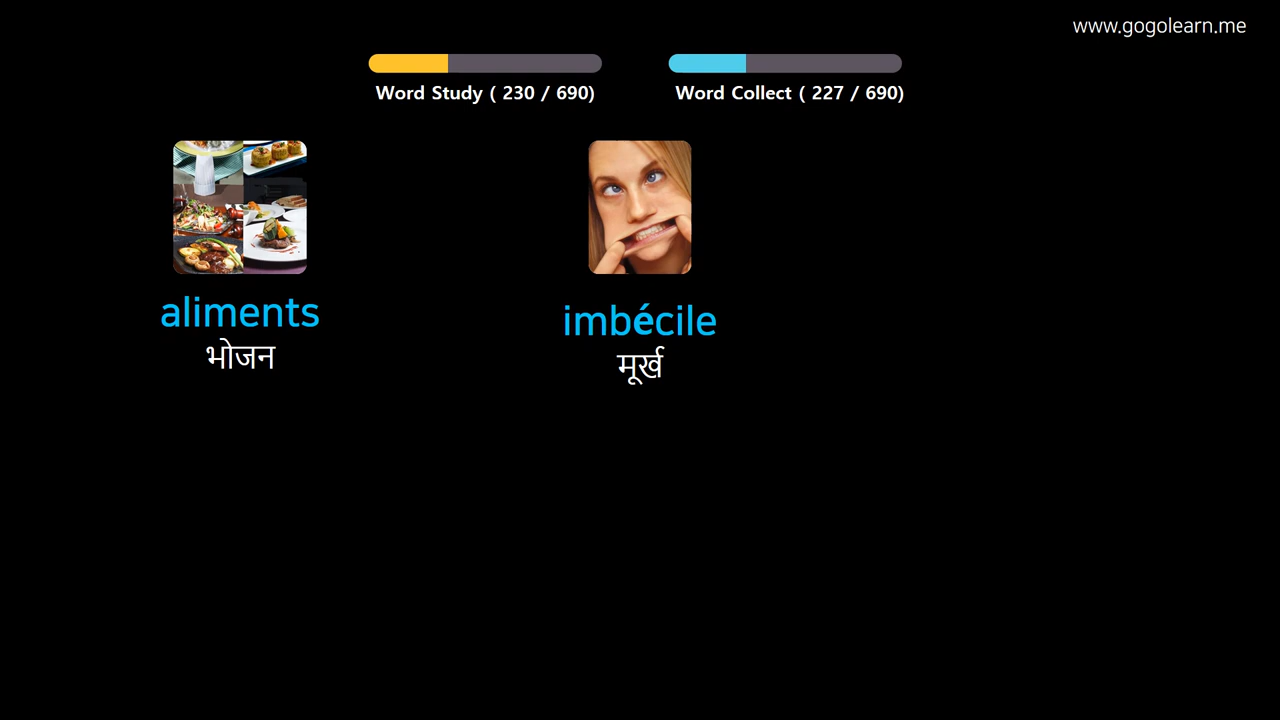 www.gogolearn.me
Word Study ( 230 / 690)
Word Collect ( 227 / 690)
aliments
भोजन
imbécile
मूर्ख